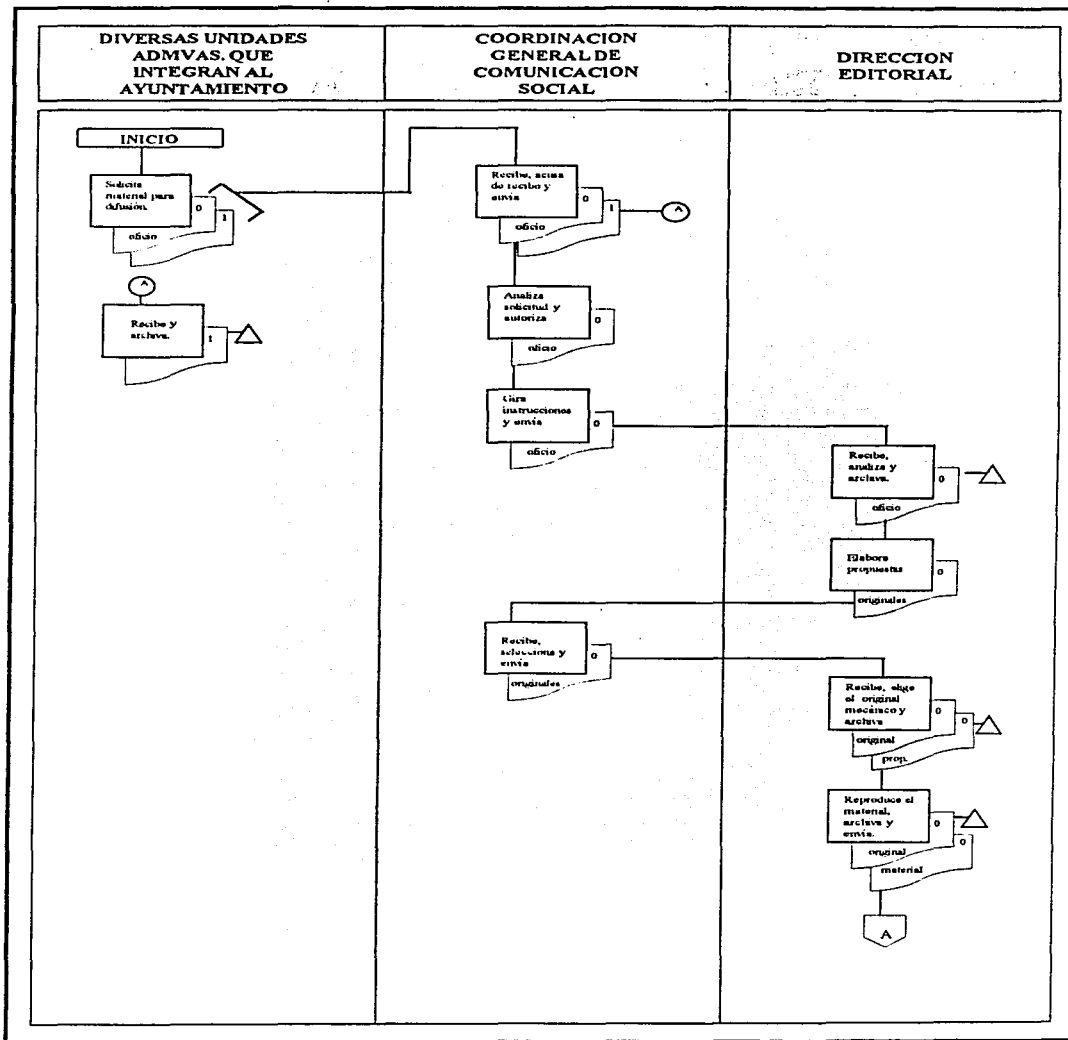 DIVERSAS UNIDADES
ADMVAS. QUE
INTEGRAN AL
AYUNTAMIENTO
COORDINACION
GENERAL DE
COMUNICACION
SOCIAL
DIRECCION
EDITORIAL
INICIO
Solicita
material para
difusión.
0
1
oficio
A
Recibe y
archiva.
1
Recibe, acusa
de recibo y
envía
0
1
oficio
A
Analiza
solicitud y
autoriza
0
oficio
Gira
instrucciones
y envía
0
oficio
Recibe,
analiza y
archiva.
0
oficio
Elabora
propuestas
0
originales
Recibe,
selecciona y
envía
0
originales
Recibe, elige
el original
mecánico y
archiva
0
0
original
prop.
Reproduce el
material,
archiva y
envía.
0
0
original
material
A